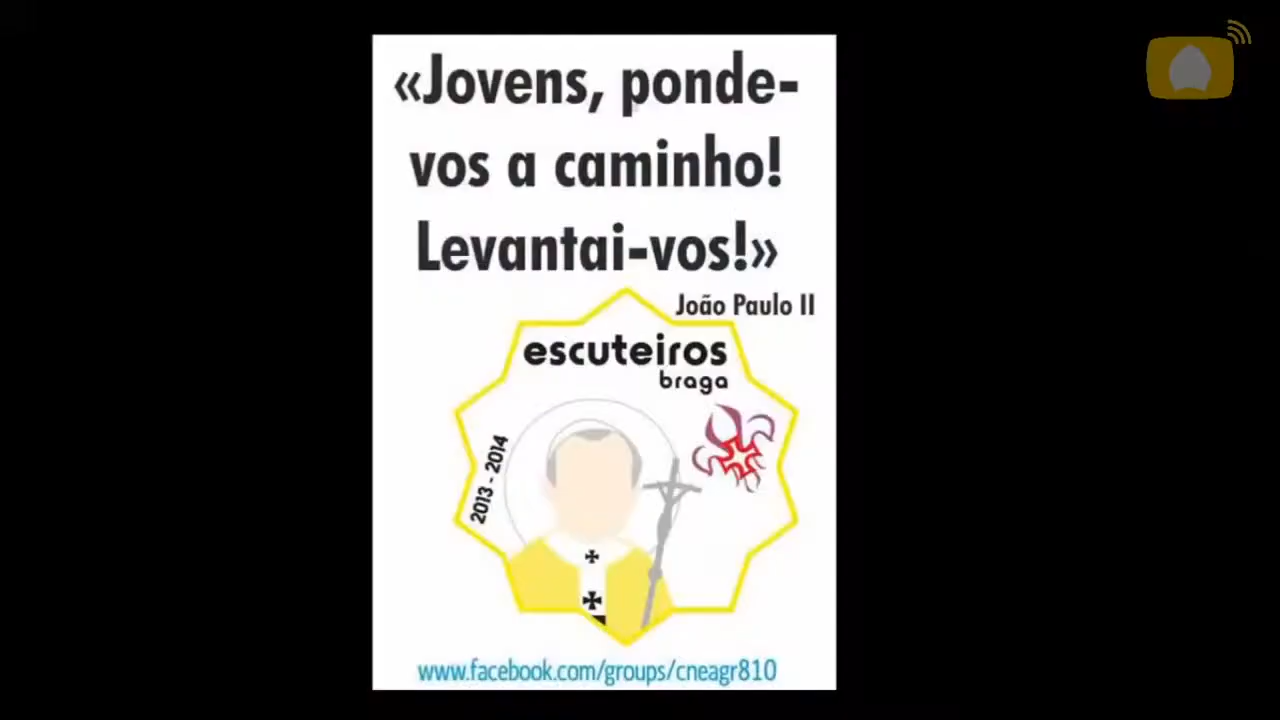 «Jovens, ponde-
vos a caminho!
Levantai-vos!»
João Paulo II
escuteiros
braga
2013 - 2014
www.facebook.com/groups/cneagr810